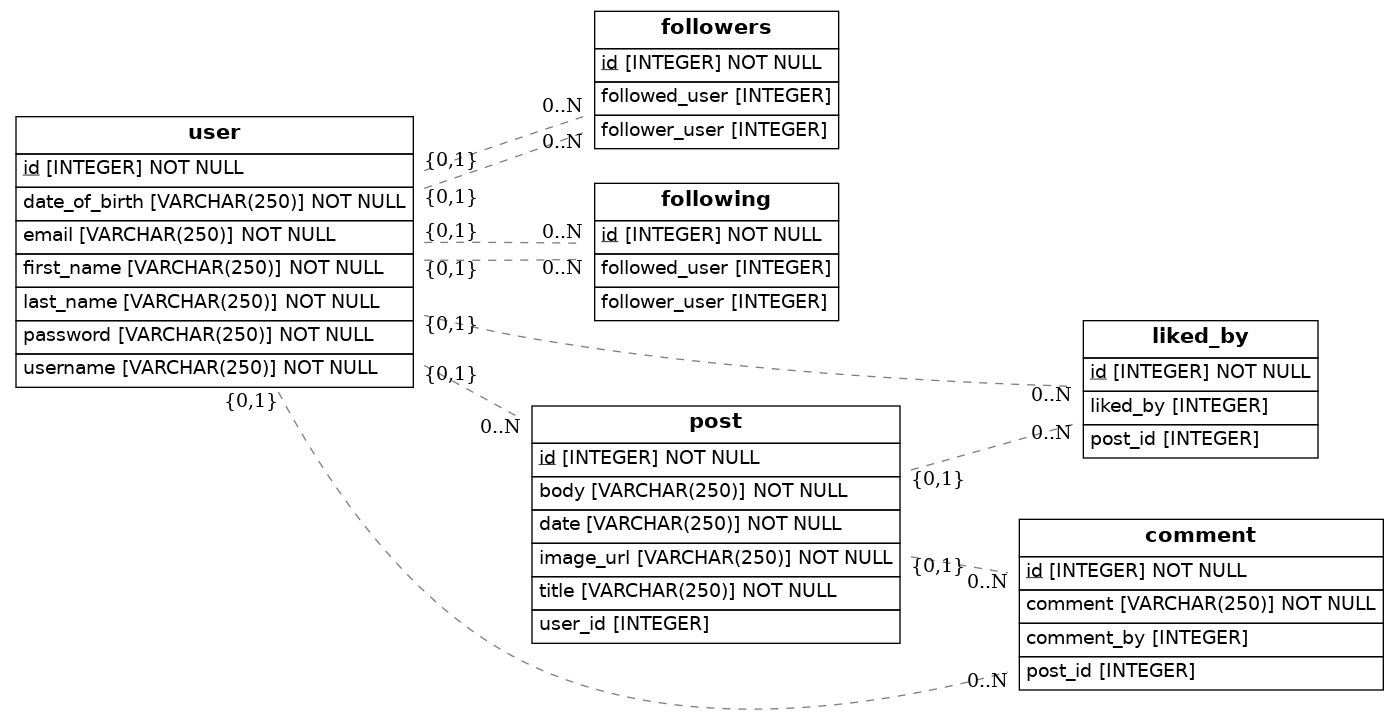 followers
id [INTEGER] NOT NULL
followed_user [INTEGER]
follower_user [INTEGER]
0..N
0..N
user
id [INTEGER] NOT NULL
date_of_birth [VARCHAR(250)] NOT NULL
email [VARCHAR(250)] NOT NULL
first_name [VARCHAR(250)] NOT NULL
last_name [VARCHAR(250)] NOT NULL
password [VARCHAR(250)] NOT NULL
username [VARCHAR(250)] NOT NULL
{0,1}
{0,1}
{0,1}
{0,1}
{0,1}
{0,1}
{0,1}
following
id [INTEGER] NOT NULL
followed_user [INTEGER]
follower_user [INTEGER]
0..N
0..N
liked_by
id [INTEGER] NOT NULL
liked_by [INTEGER]
post_id [INTEGER]
0..N
0..N
0..N
post
id [INTEGER] NOT NULL
body [VARCHAR(250)] NOT NULL
date [VARCHAR(250)] NOT NULL
image_url [VARCHAR(250)] NOT NULL
title [VARCHAR(250)] NOT NULL
user_id [INTEGER]
{0,1}
{0,1}
comment
id [INTEGER] NOT NULL
comment [VARCHAR(250)] NOT NULL
comment_by [INTEGER]
post_id [INTEGER]
0..N
0..N